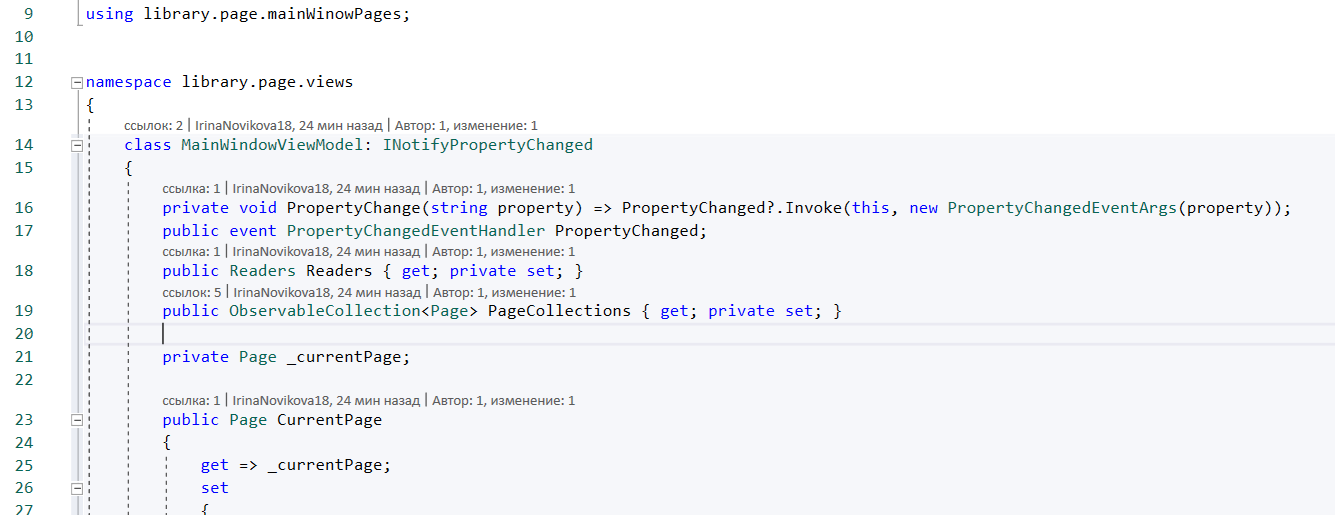 9 using library.page.mainWinowPages;
10
11
12 namespace library.page.views
13 {
ссылок: 2 | IrinaNovikova18, 24 мин назад | Автор: 1, изменение: 1
14 class MainWindowViewModel: INotifyPropertyChanged
15 {
ссылка: 1 | IrinaNovikova18, 24 мин назад | Автор: 1, изменение: 1
16 private void PropertyChange(string property) => PropertyChanged?.Invoke(this, new PropertyChangedEventArgs(property));
17 public event PropertyChangedEventHandler PropertyChanged;
ссылка: 1 | IrinaNovikova18, 24 мин назад | Автор: 1, изменение: 1
18 public Readers Readers { get; private set; }
ссылок: 5 | IrinaNovikova18, 24 мин назад | Автор: 1, изменение: 1
19 public ObservableCollection<Page> PageCollections { get; private set; }
20
21 private Page _currentPage;
22
ссылка: 1 | IrinaNovikova18, 24 мин назад | Автор: 1, изменение: 1
23 public Page CurrentPage
24 {
25 get => _currentPage;
26 set
27 {